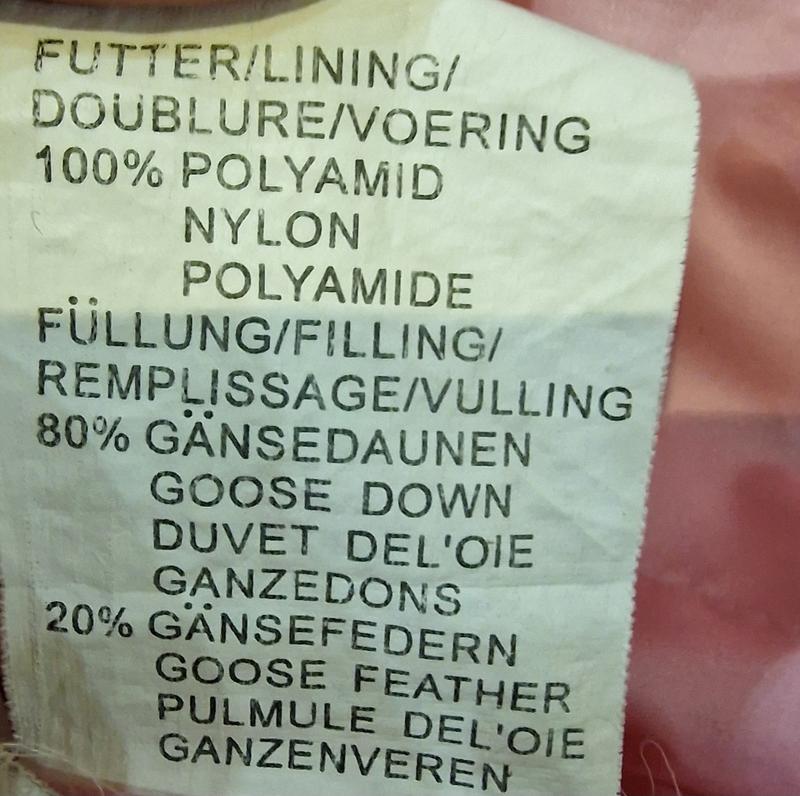 FUTTER/LINING/
DOUBLURE/VOERING
100% POLYAMID
NYLON
POLYAMIDE
FÜLLUNG/FILLING/
REMPLISSAGE/VULLING
80% GÄNSEDAUNEN
GOOSE DOWN
DUVET DEL'OIE
GANZEDONS
20% GÄNSEFEDERN
GOOSE FEATHER
PULMULE DEL'OIE
GANZENVEREN